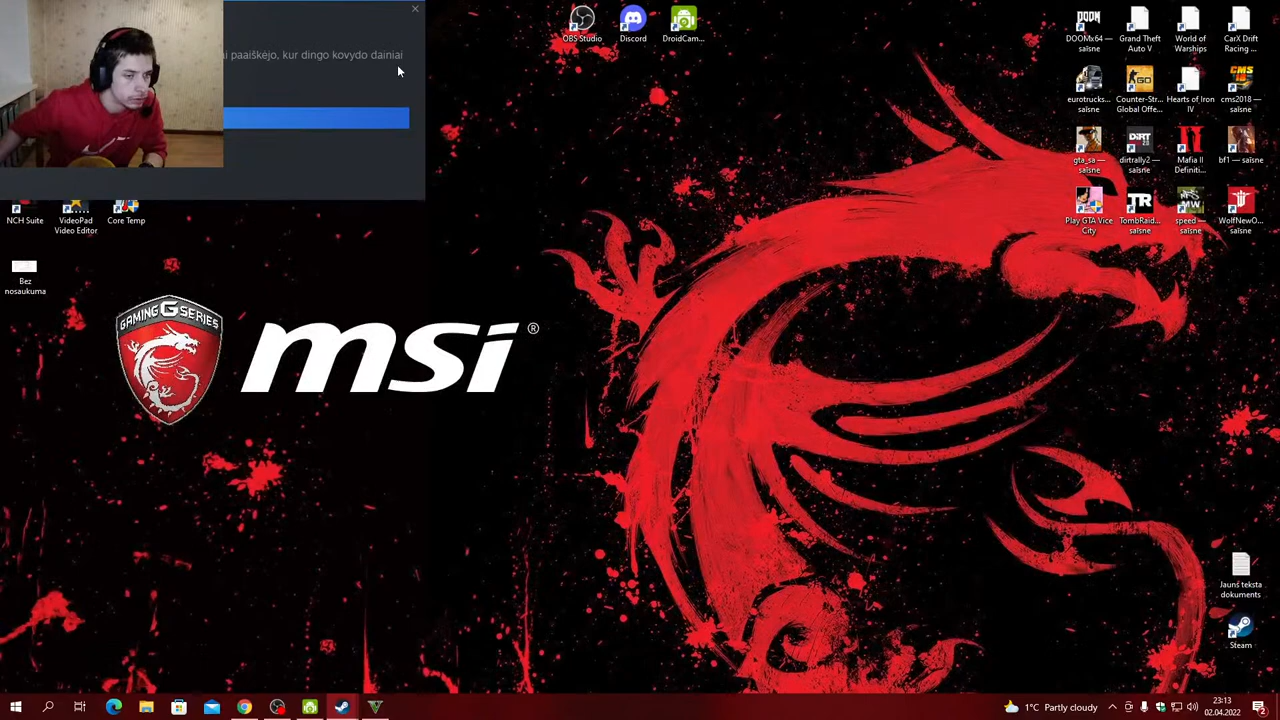 ai paaiškėjo, kur dingo kovydo dainiai
OBS Studio
Discord
DroidCam...
DOOMx64 —
saīsne
Grand Theft
Auto V
World of
Warships
CarX Drift
Racing ...
eurotrucks...
saīsne
Counter-Str...
Global Offe...
Hearts of Iron
IV
cms2018 —
saīsne
gta_sa —
saīsne
dirtrally2 —
saīsne
Mafia II
Definiti...
bf1 — saīsne
Play GTA Vice
City
TombRaid...
saīsne
speed —
saīsne
WolfNewO...
saīsne
NCH Suite
VideoPad
Video Editor
Core Temp
Bez
nosaukuma
GAMING G SERIES
msi®
Jauns teksta
dokuments
Steam
1°C Partly cloudy
23:13
02.04.2022
2